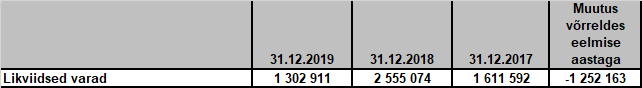 Muutus
võrreldes
eelmise
31.12.2019 31.12.2018 31.12.2017 aastaga
Likviidsed varad 1 302 911 2 555 074 1 611 592 -1 252 163